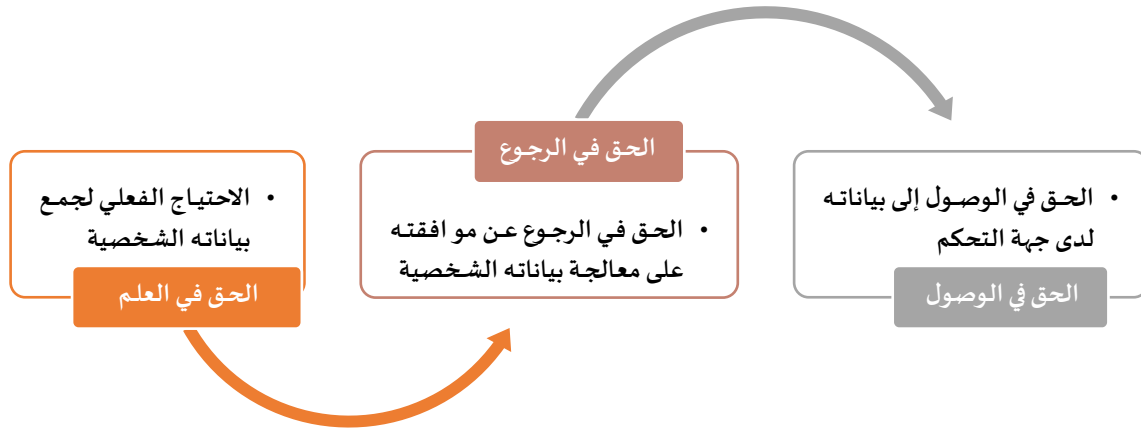 الحق في العلم
• الاحتياج الفعلي لجمع
بياناته الشخصية
الحق في الرجوع
• الحق في الرجوع عن موافقته
على معالجة بياناته الشخصية
الحق في الوصول
• الحق في الوصول إلى بياناته
لدى جهة التحكم